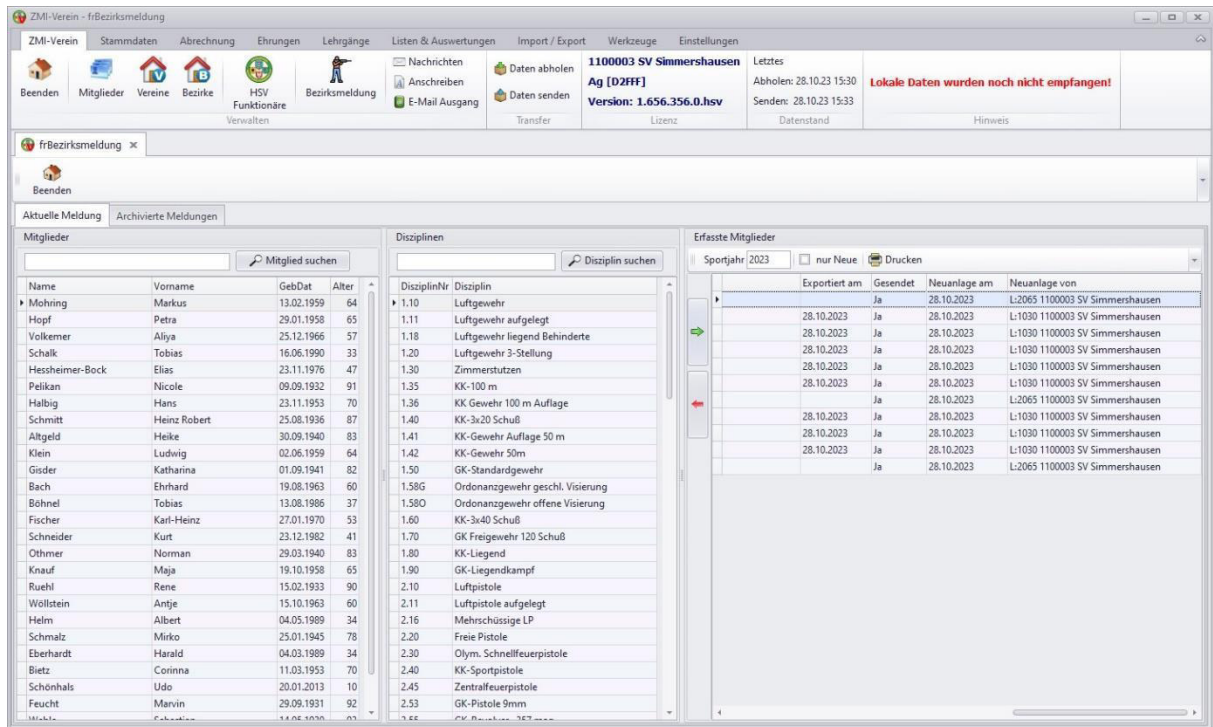 ZMI-Verein - frBezirksmeldung
ZMI-Verein Stammdaten Abrechnung Ehrungen Lehrgänge Listen & Auswertungen Import / Export Werkzeuge Einstellungen
Beenden Mitglieder Vereine Bezirke HSV Funktionäre Bezirksmeldung
Nachrichten
Anschreiben
E-Mail Ausgang
Daten abholen
Daten senden
1100003 SV Simmershausen
Ag [D2FFF]
Version: 1.656.356.0.hsv
Letztes
Abholen: 28.10.23 15:30
Senden: 28.10.23 15:33
Lokale Daten wurden noch nicht empfangen!
Verwalten Transfer Lizenz Datenstand Hinweis
frBezirksmeldung
Beenden
Aktuelle Meldung Archivierte Meldungen
Mitglieder
Mitglied suchen
Name Vorname GebDat Alter
Mohring Markus 13.02.1959 64
Hopf Petra 29.01.1958 65
Volkemer Aliya 25.12.1966 57
Schalk Tobias 16.06.1990 33
Hessheimer-Bock Elias 23.11.1976 47
Pelikan Nicole 09.09.1932 91
Halbig Hans 23.11.1953 70
Schmitt Heinz Robert 25.08.1936 87
Altgeld Heike 30.09.1940 83
Klein Ludwig 02.06.1959 64
Gisder Katharina 01.09.1941 82
Bach Ehrhard 19.08.1963 60
Böhnel Tobias 13.08.1986 37
Fischer Karl-Heinz 27.01.1970 53
Schneider Kurt 23.12.1982 41
Othmer Norman 29.03.1940 83
Knauf Maja 19.10.1958 65
Ruehl Rene 15.02.1933 90
Wöllstein Antje 15.10.1963 60
Helm Albert 04.05.1989 34
Schmalz Mirko 25.01.1945 78
Eberhardt Harald 04.03.1989 34
Bietz Corinna 11.03.1953 70
Schönhals Udo 20.01.2013 10
Feucht Marvin 29.09.1931 92
Disziplinen
Disziplin suchen
DisziplinNr Disziplin
1.10 Luftgewehr
1.11 Luftgewehr aufgelegt
1.18 Luftgewehr liegend Behinderte
1.20 Luftgewehr 3-Stellung
1.30 Zimmerstutzen
1.35 KK-100 m
1.36 KK Gewehr 100 m Auflage
1.40 KK-3x20 Schuß
1.41 KK-Gewehr Auflage 50 m
1.42 KK-Gewehr 50m
1.50 GK-Standardgewehr
1.58G Ordonanzgewehr geschl. Visierung
1.58O Ordonanzgewehr offene Visierung
1.60 KK-3x40 Schuß
1.70 GK Freigewehr 120 Schuß
1.80 KK-Liegend
1.90 GK-Liegendkampf
2.10 Luftpistole
2.11 Luftpistole aufgelegt
2.16 Mehrschüssige LP
2.20 Freie Pistole
2.30 Olym. Schnellfeuerpistole
2.40 KK-Sportpistole
2.45 Zentralfeuerpistole
2.53 GK-Pistole 9mm
Erfasste Mitglieder
Sportjahr 2023 nur Neue Drucken
Exportiert am Gesendet Neuanlage am Neuanlage von
Ja 28.10.2023 L:2065 1100003 SV Simmershausen
28.10.2023 Ja 28.10.2023 L:1030 1100003 SV Simmershausen
28.10.2023 Ja 28.10.2023 L:1030 1100003 SV Simmershausen
28.10.2023 Ja 28.10.2023 L:1030 1100003 SV Simmershausen
28.10.2023 Ja 28.10.2023 L:1030 1100003 SV Simmershausen
28.10.2023 Ja 28.10.2023 L:1030 1100003 SV Simmershausen
Ja 28.10.2023 L:2065 1100003 SV Simmershausen
28.10.2023 Ja 28.10.2023 L:1030 1100003 SV Simmershausen
28.10.2023 Ja 28.10.2023 L:1030 1100003 SV Simmershausen
28.10.2023 Ja 28.10.2023 L:1030 1100003 SV Simmershausen
Ja 28.10.2023 L:2065 1100003 SV Simmershausen